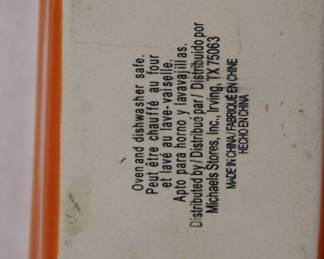 Oven and dishwasher safe.
Peut être chauffé au four
et lavé au lave-vaiselle.
Apto para horno y lavavajillas.
Distributed by/Distribué par/ Distribuido por
Michaels Stores, Inc., Irving, TX 75063
MADE IN CHINA / FABRIQUÉ EN CHINE
HECHO EN CHINA